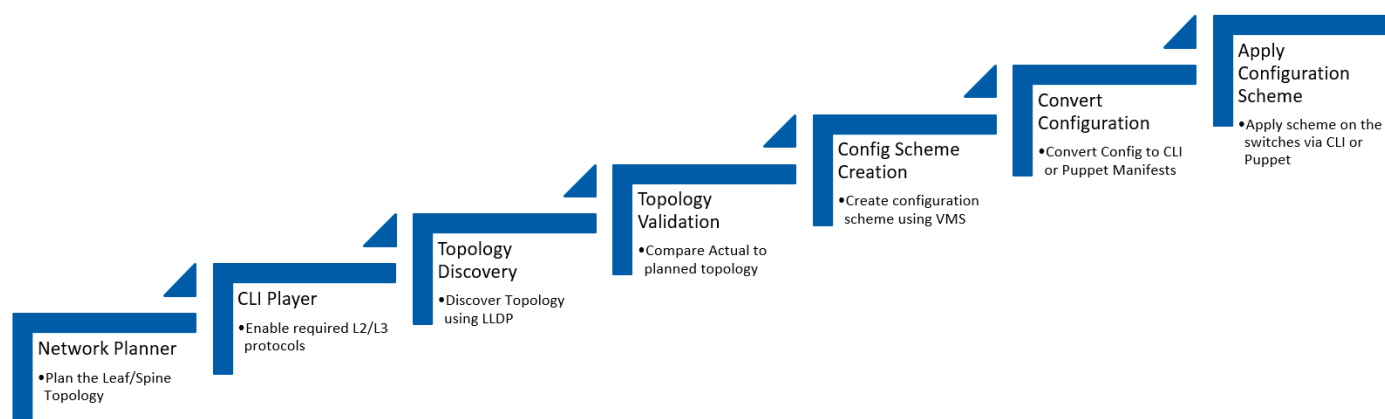 Network Planner
•Plan the Leaf/Spine
Topology
CLI Player
•Enable required L2/L3
protocols
Topology
Discovery
•Discover Topology
using LLDP
Topology
Validation
•Compare Actual to
planned topology
Config Scheme
Creation
•Create configuration
scheme using VMS
Convert
Configuration
•Convert Config to CLI
or Puppet Manifests
Apply
Configuration
Scheme
•Apply scheme on the
switches via CLI or
Puppet